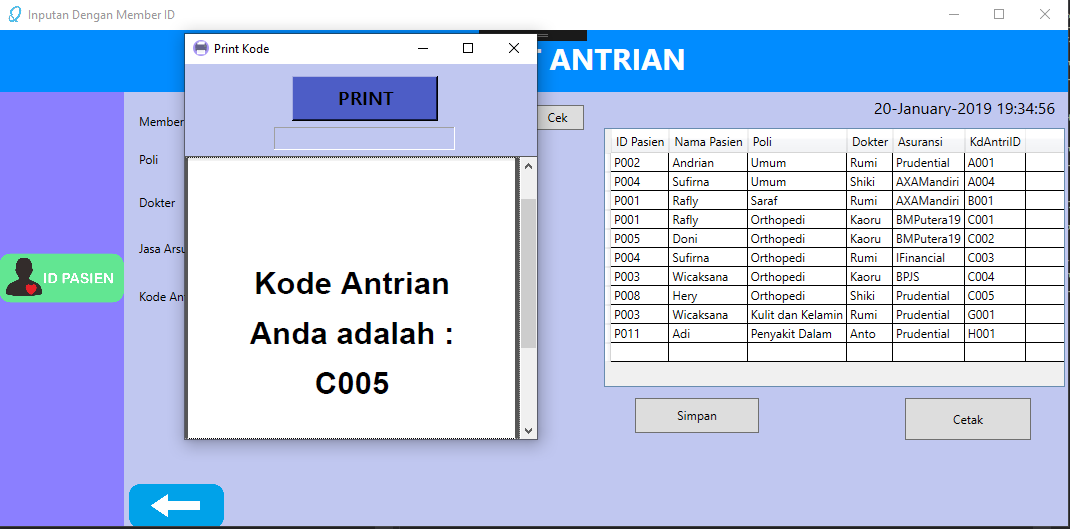 Inputan Dengan Member ID
ANTRIAN
Print Kode
PRINT
Member
Cek
20-January-2019 19:34:56
Poli
Dokter
Jasa Arsu
Kode An
ID PASIEN
Kode Antrian
Anda adalah :
C005
ID Pasien Nama Pasien Poli Dokter Asuransi KdAntriID
P002 Andrian Umum Rumi Prudential A001
P004 Sufirna Umum Shiki AXAMandiri A004
P001 Rafly Saraf Rumi AXAMandiri B001
P001 Rafly Orthopedi Kaoru BMPutera19 C001
P005 Doni Orthopedi Kaoru BMPutera19 C002
P004 Sufirna Orthopedi Rumi IFinancial C003
P003 Wicaksana Orthopedi Kaoru BPJS C004
P008 Hery Orthopedi Shiki Prudential C005
P003 Wicaksana Kulit dan Kelamin Rumi Prudential G001
P011 Adi Penyakit Dalam Anto Prudential H001
Simpan
Cetak